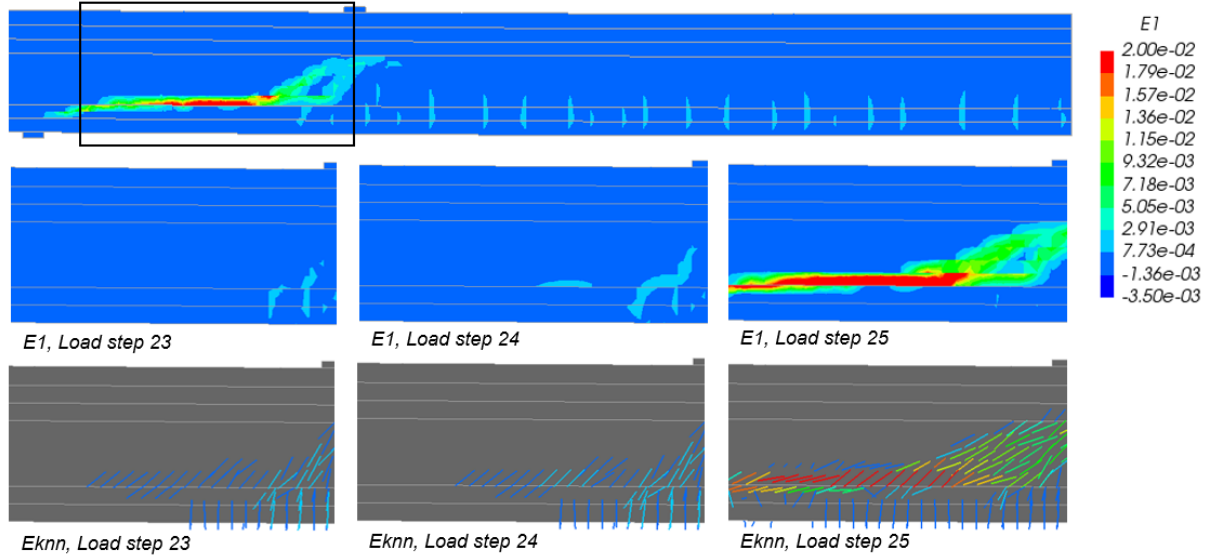 E1
2.00e-02
1.79e-02
1.57e-02
1.36e-02
1.15e-02
9.32e-03
7.18e-03
5.05e-03
2.91e-03
7.73e-04
-1.36e-03
-3.50e-03
E1, Load step 23
E1, Load step 24
E1, Load step 25
Eknn, Load step 23
Eknn, Load step 24
Eknn, Load step 25